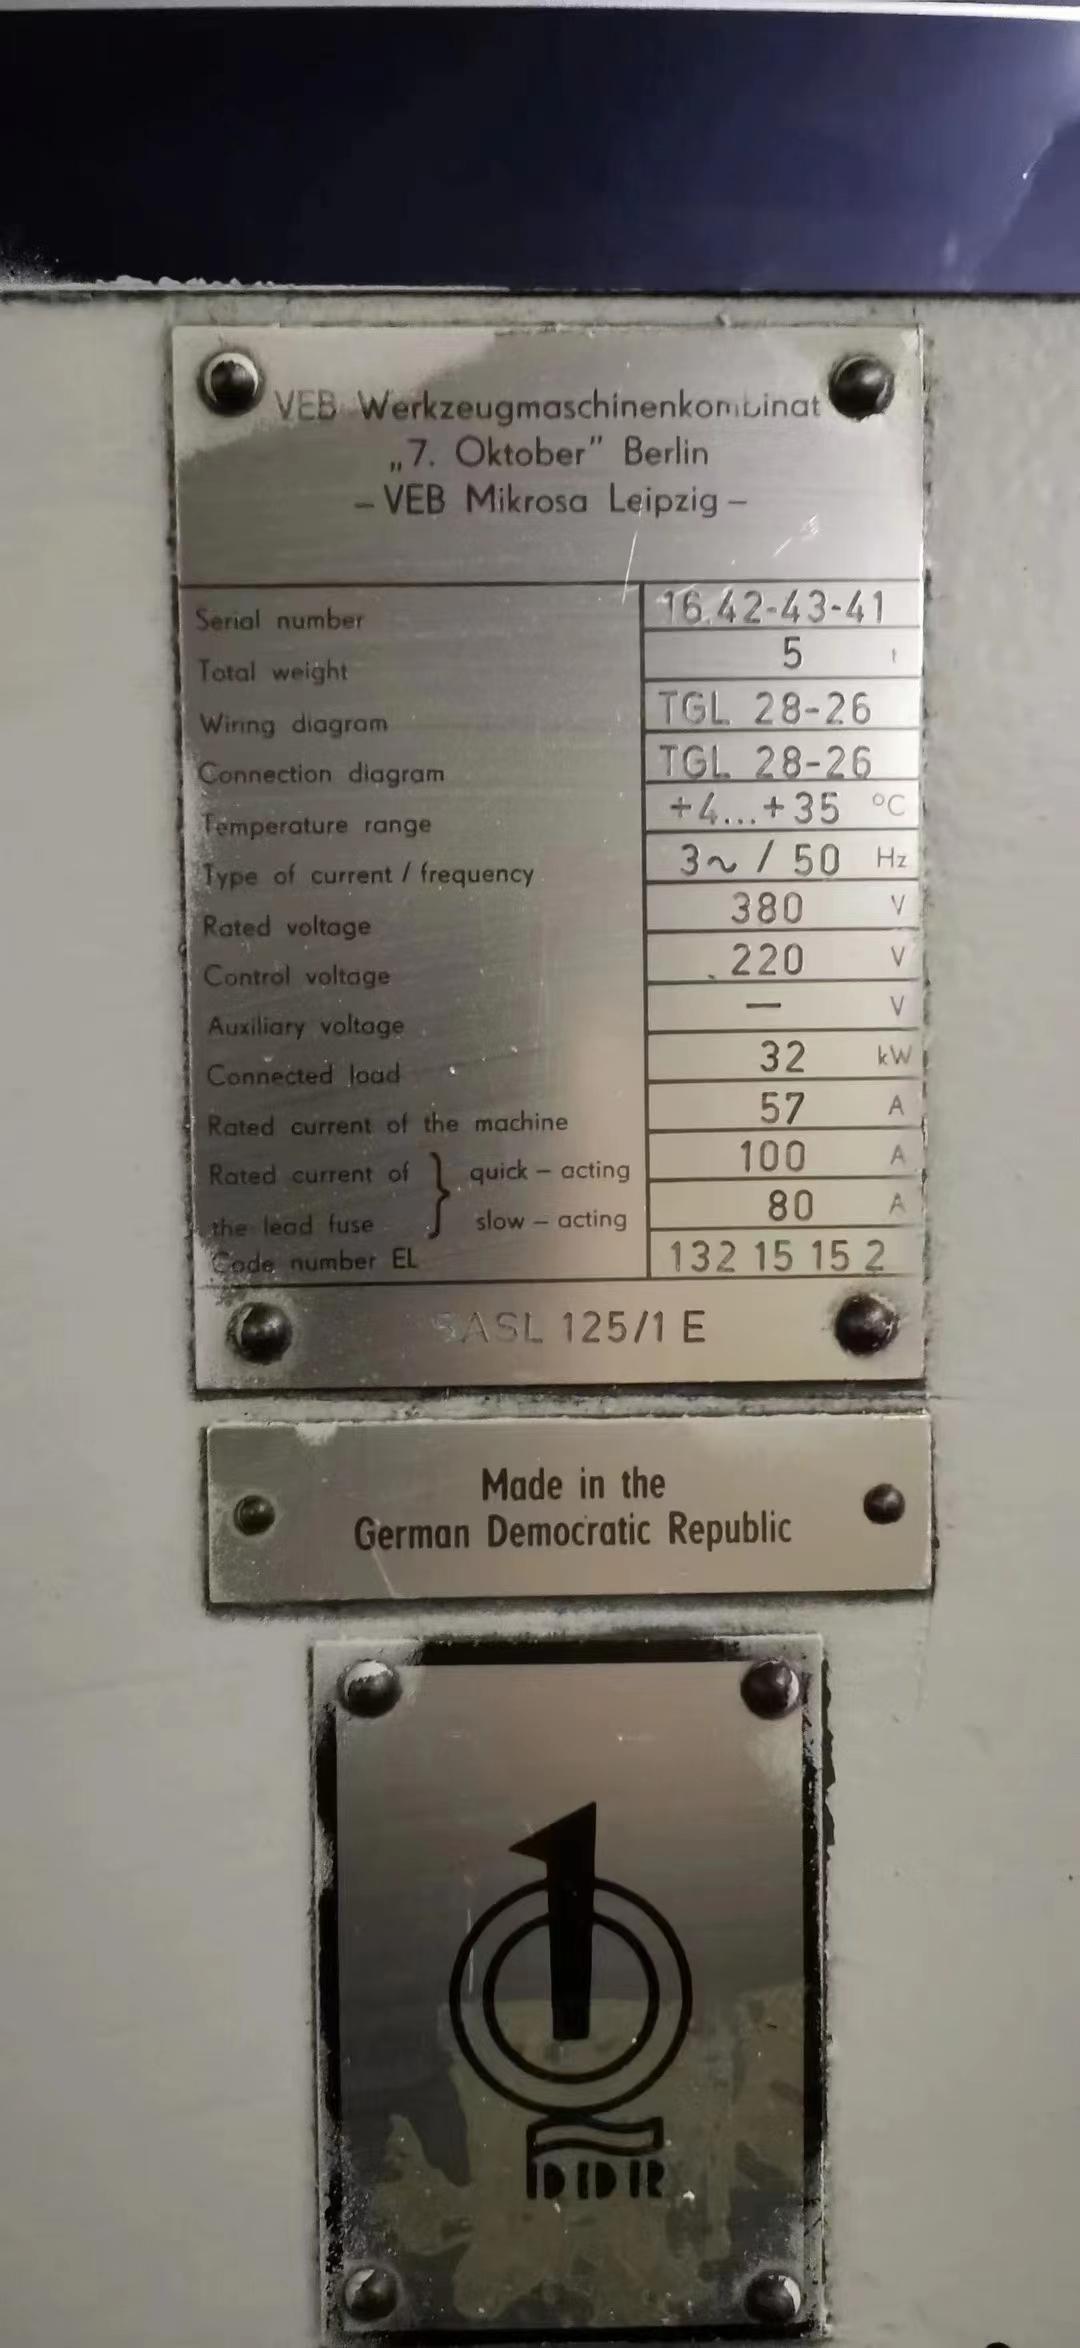 VEB Werkzeugmaschinenkombinat
„7. Oktober” Berlin
– VEB Mikrosa Leipzig –
Serial number 16.42-43-41
Total weight 5 t
Wiring diagram TGL 28-26
Connection diagram TGL 28-26
Temperature range +4...+35 °C
Type of current / frequency 3~ / 50 Hz
Rated voltage 380 V
Control voltage 220 V
Auxiliary voltage — V
Connected load 32 kW
Rated current of the machine 57 A
Rated current of } quick – acting 100 A
the lead fuse slow – acting 80 A
Code number EL 132 15 15 2
SASL 125/1 E
Made in the
German Democratic Republic
1
DDR